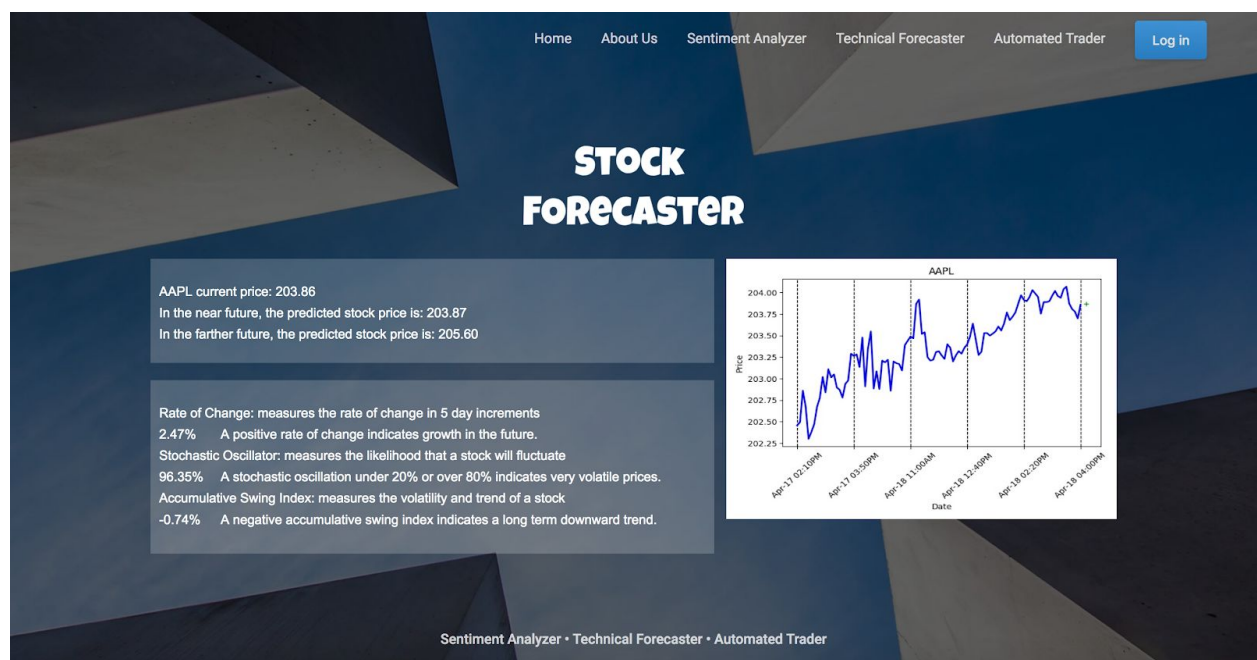 Home About Us Sentiment Analyzer Technical Forecaster Automated Trader Log in
STOCK
FORECASTER
AAPL current price: 203.86
In the near future, the predicted stock price is: 203.87
In the farther future, the predicted stock price is: 205.60
Rate of Change: measures the rate of change in 5 day increments
2.47% A positive rate of change indicates growth in the future.
Stochastic Oscillator: measures the likelihood that a stock will fluctuate
96.35% A stochastic oscillation under 20% or over 80% indicates very volatile prices.
Accumulative Swing Index: measures the volatility and trend of a stock
-0.74% A negative accumulative swing index indicates a long term downward trend.
AAPL
204.00
203.75
203.50
203.25
203.00
202.75
202.50
202.25
Price
Apr-17 02:10PM
Apr-17 03:50PM
Apr-18 11:00AM
Apr-18 12:40PM
Apr-18 02:20PM
Apr-18 04:00PM
Date
Sentiment Analyzer • Technical Forecaster • Automated Trader